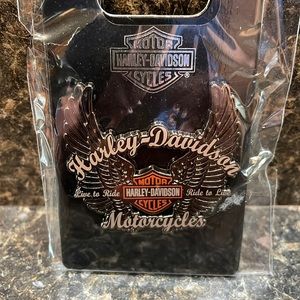 MOTOR
HARLEY-DAVIDSON
CYCLES
Harley-Davidson
Live to Ride
MOTOR
HARLEY-DAVIDSON
CYCLES
Ride to Live
Motorcycles